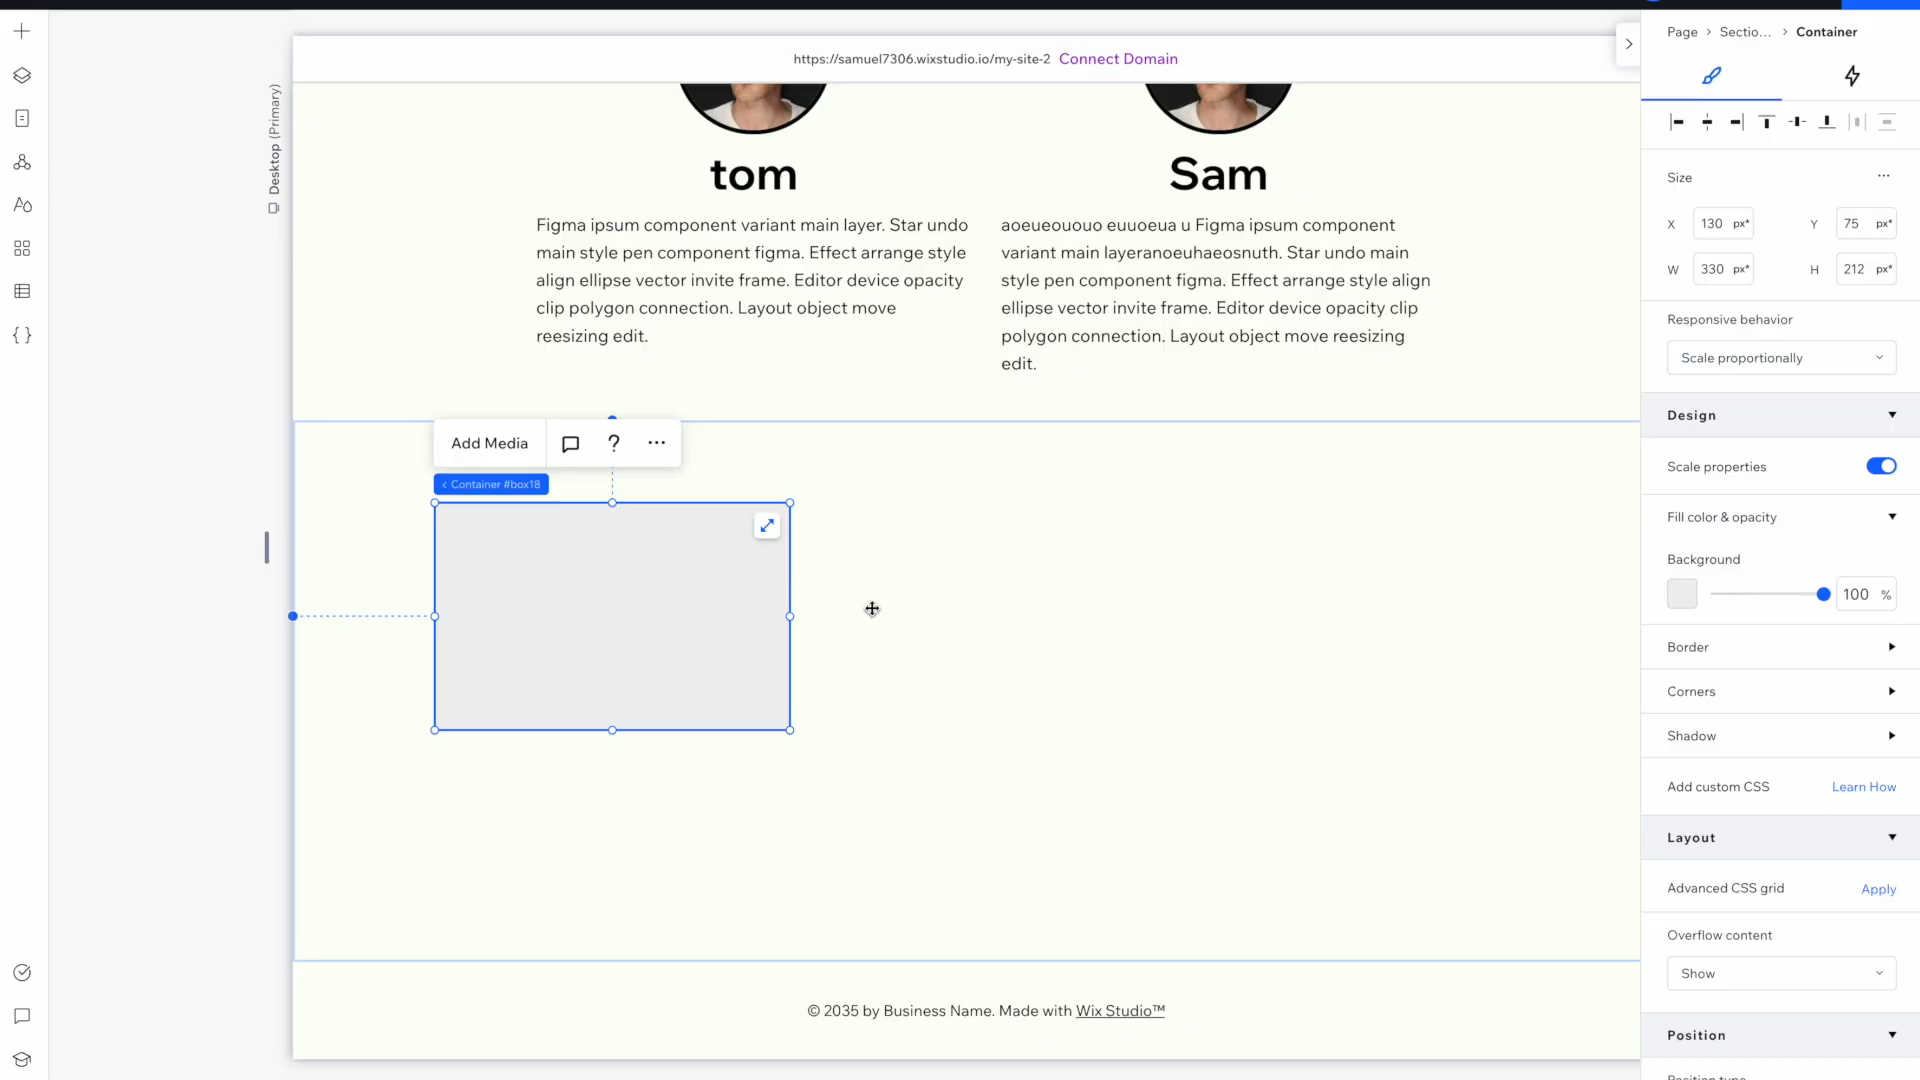 https://samuel7306.wixstudio.io/my-site-2 Connect Domain
Desktop (Primary)
tom
Figma ipsum component variant main layer. Star undo
main style pen component figma. Effect arrange style
align ellipse vector invite frame. Editor device opacity
clip polygon connection. Layout object move
reesizing edit.
Sam
aoeueououo euuoeua u Figma ipsum component
variant main layeranoeuhaeosnuth. Star undo main
style pen component figma. Effect arrange style align
ellipse vector invite frame. Editor device opacity clip
polygon connection. Layout object move reesizing
edit.
Add Media
?
< Container #box18
© 2035 by Business Name. Made with Wix Studio™
Page > Sectio... > Container
Size
X 130 px* Y 75 px*
W 330 px* H 212 px*
Responsive behavior
Scale proportionally
Design
Scale properties
Fill color & opacity
Background
100 %
Border
Corners
Shadow
Add custom CSS Learn How
Layout
Advanced CSS grid Apply
Overflow content
Show
Position
Position type